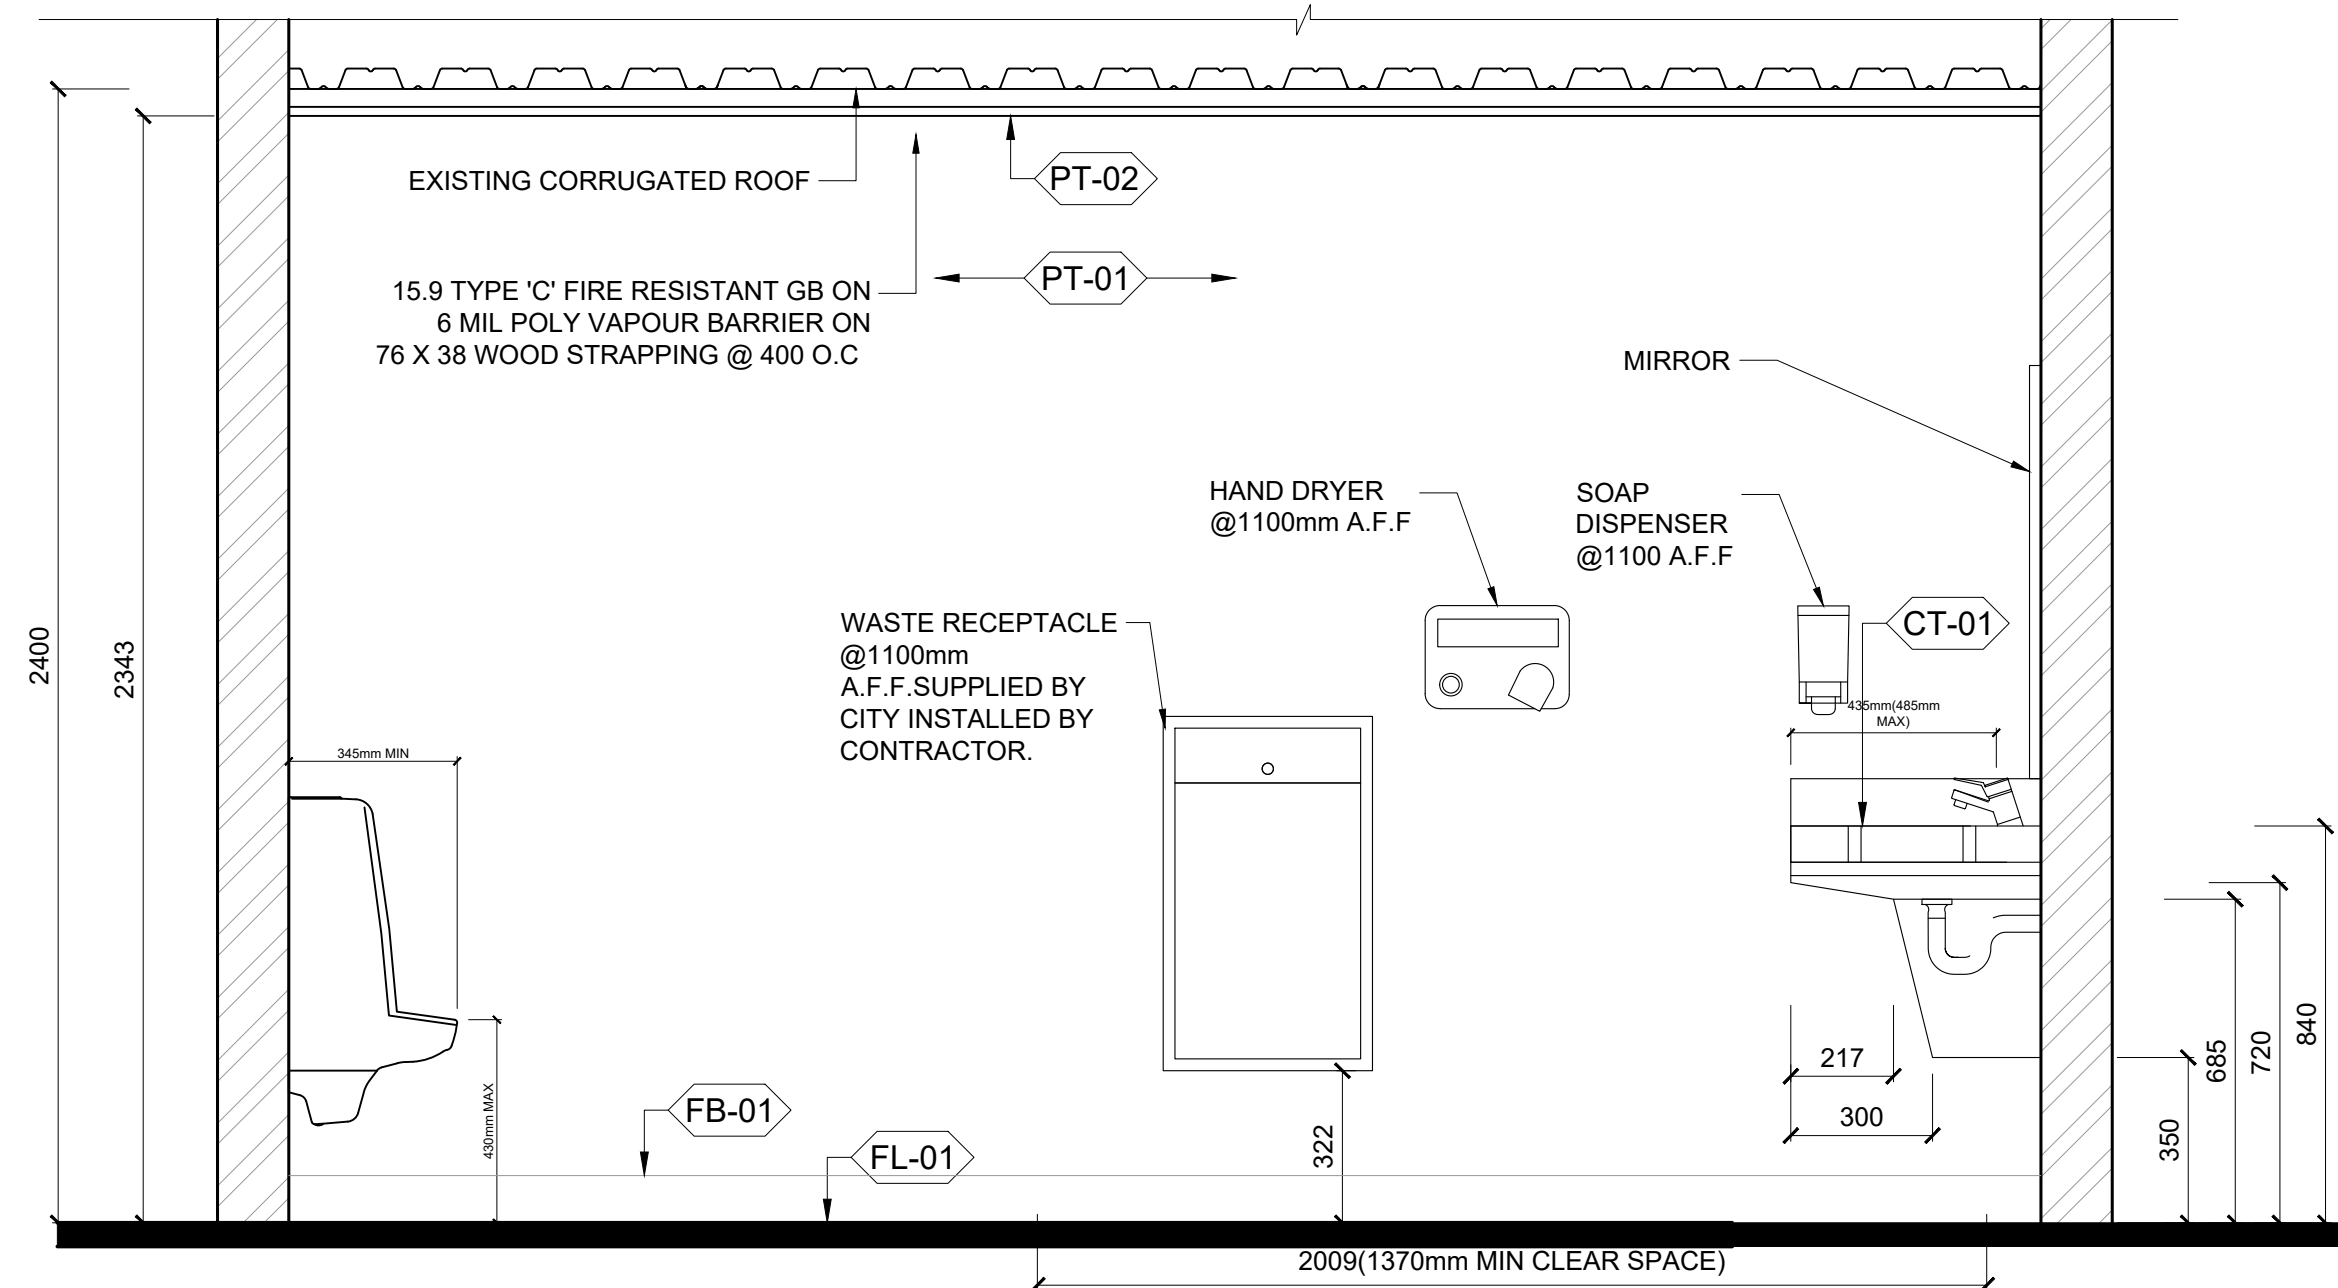 EXISTING CORRUGATED ROOF
PT-02
PT-01
15.9 TYPE 'C' FIRE RESISTANT GB ON
6 MIL POLY VAPOUR BARRIER ON
76 X 38 WOOD STRAPPING @ 400 O.C
MIRROR
HAND DRYER
@1100mm A.F.F
SOAP
DISPENSER
@1100 A.F.F
WASTE RECEPTACLE
@1100mm
A.F.F.SUPPLIED BY
CITY INSTALLED BY
CONTRACTOR.
CT-01
2400
2343
435mm(485mm
MAX)
345mm MIN
430mm MAX
FB-01
FL-01
322
217
300
350
685
720
840
2009(1370mm MIN CLEAR SPACE)